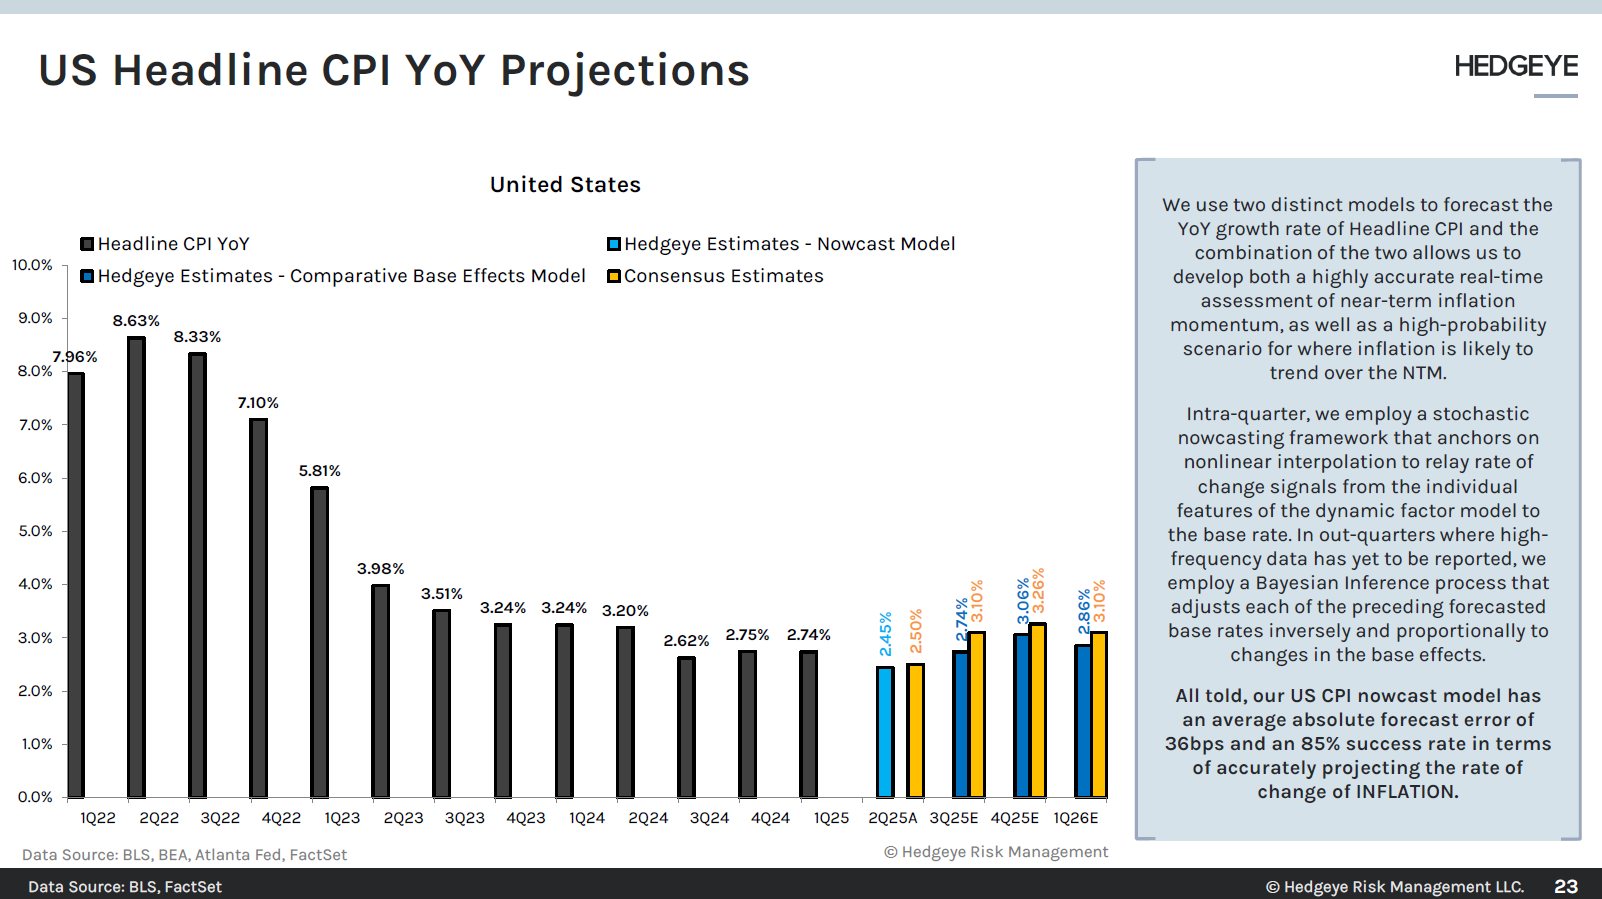 US Headline CPI YoY Projections
HEDGEYE
United States
Headline CPI YoY
Hedgeye Estimates - Nowcast Model
Hedgeye Estimates - Comparative Base Effects Model
Consensus Estimates
10.0%
9.0%
8.0%
7.0%
6.0%
5.0%
4.0%
3.0%
2.0%
1.0%
0.0%
7.96%
8.63%
8.33%
7.10%
5.81%
3.98%
3.51%
3.24%
3.24%
3.20%
2.62%
2.75%
2.74%
2.45%
2.50%
2.74%
3.10%
3.06%
3.26%
2.86%
3.10%
1Q22
2Q22
3Q22
4Q22
1Q23
2Q23
3Q23
4Q23
1Q24
2Q24
3Q24
4Q24
1Q25
2Q25A
3Q25E
4Q25E
1Q26E
Data Source: BLS, BEA, Atlanta Fed, FactSet
© Hedgeye Risk Management
We use two distinct models to forecast the
YoY growth rate of Headline CPI and the
combination of the two allows us to
develop both a highly accurate real-time
assessment of near-term inflation
momentum, as well as a high-probability
scenario for where inflation is likely to
trend over the NTM.
Intra-quarter, we employ a stochastic
nowcasting framework that anchors on
nonlinear interpolation to relay rate of
change signals from the individual
features of the dynamic factor model to
the base rate. In out-quarters where high-
frequency data has yet to be reported, we
employ a Bayesian Inference process that
adjusts each of the preceding forecasted
base rates inversely and proportionally to
changes in the base effects.
All told, our US CPI nowcast model has
an average absolute forecast error of
36bps and an 85% success rate in terms
of accurately projecting the rate of
change of INFLATION.
Data Source: BLS, FactSet
© Hedgeye Risk Management LLC.
23